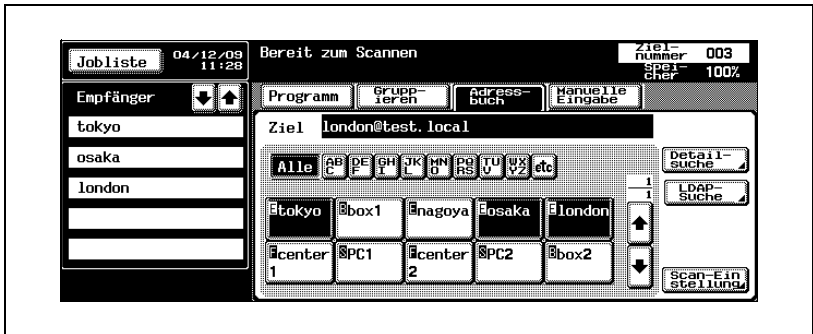 Jobliste
04/12/09
11:28
Bereit zum Scannen
Ziel-
nummer 003
Spei-
cher 100%
Empfänger
Programm
Grupp-
ieren
Adress-
buch
Manuelle
Eingabe
tokyo
osaka
london
Ziel london@test.local
Alle
AB
C
DE
F
GH
I
JK
L
MN
O
PQ
RS
TU
V
WX
YZ
etc
Detail-
suche
1
1
LDAP-
Suche
E tokyo
B box1
E nagoya
E osaka
E london
F center
1
S PC1
F center
2
S PC2
B box2
Scan-Ein
stellung